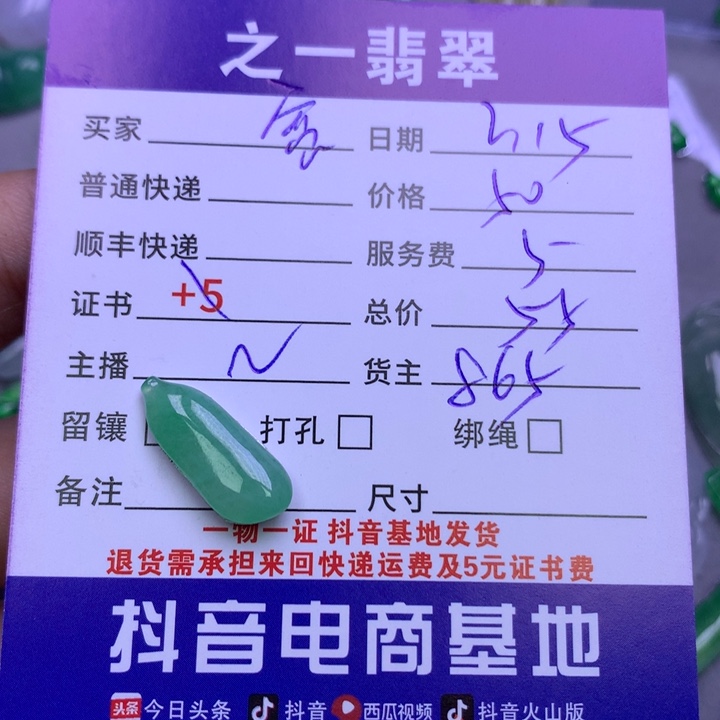 之一翡翠
买家 日期 3.15
普通快递 价格 50
顺丰快递 服务费 5
证书 +5 总价 55
主播 N 货主 865
留镶 打孔 绑绳
备注 尺寸
一物一证 抖音基地发货
退货需承担来回快递运费及5元证书费
抖音电商基地
头条 今日头条 抖音 西瓜视频 抖音火山版